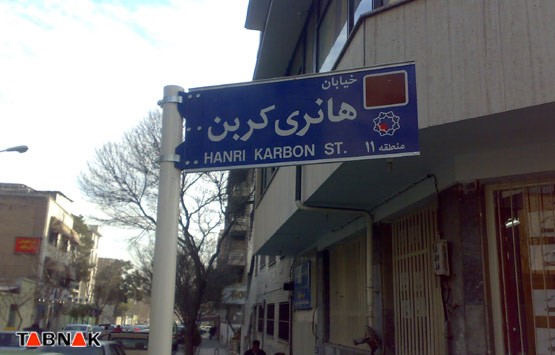 خیابان
هانری کربن
HANRI KARBON ST.
منطقه ۱۱
TABNAK